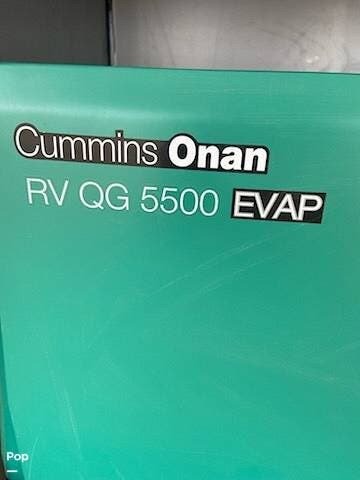 Cummins Onan
RV QG 5500 EVAP
Pop